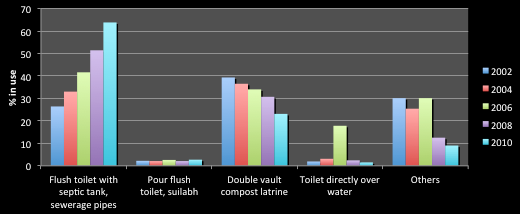 70
60
50
40
30
20
10
0
% in use
Flush toilet with
septic tank,
sewerage pipes
Pour flush
toilet, suilabh
Double vault
compost latrine
Toilet directly over
water
Others
2002
2004
2006
2008
2010